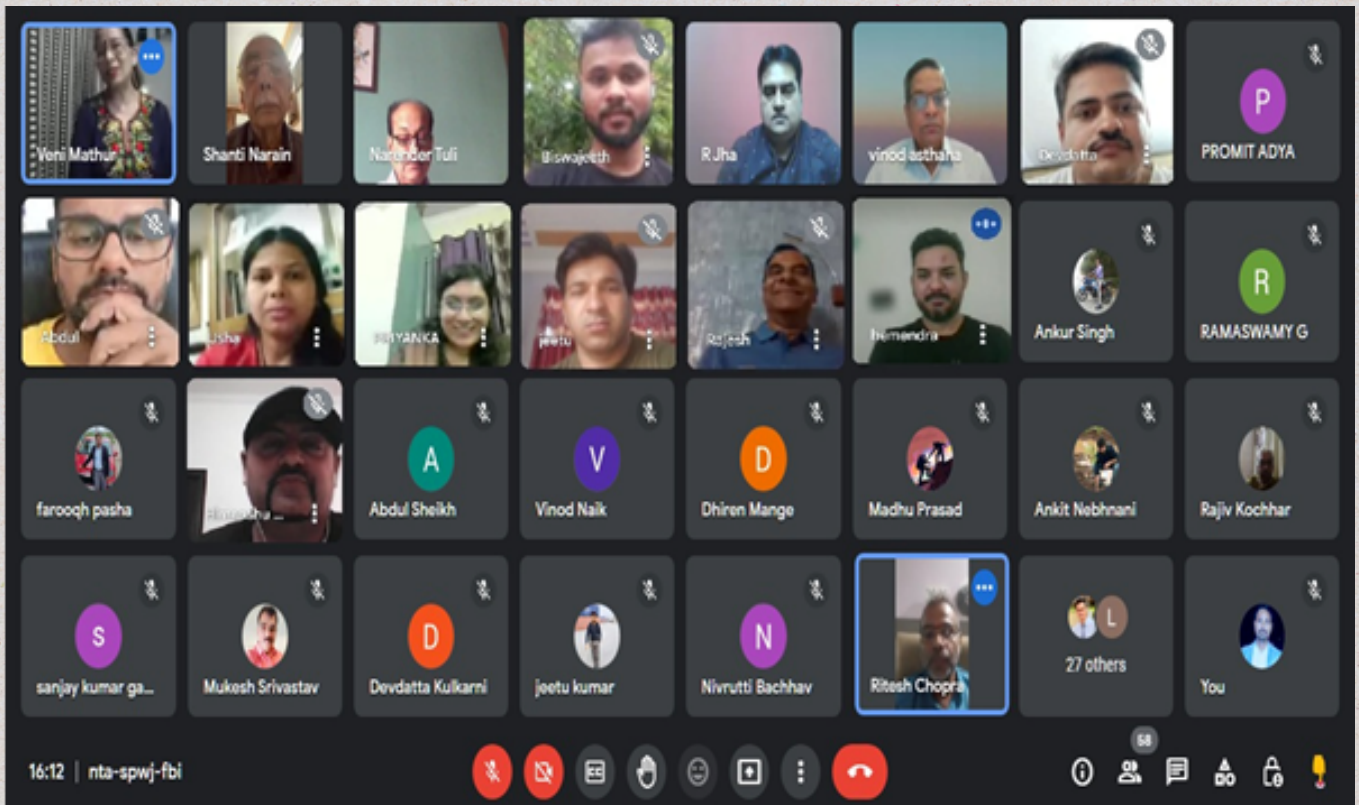 Veni Mathur
Shanti Narain
Narender Tuli
Biswajeeth
R Jha
vinod asthana
Devdatta
P
PROMIT ADYA
Abdul
Usha
PRIYANKA
jeetu
Rajesh
hemendra
Ankur Singh
R
RAMASWAMY G
farooqh pasha
A
Abdul Sheikh
V
Vinod Naik
D
Dhiren Mange
Madhu Prasad
Ankit Nebhnani
Rajiv Kochhar
S
sanjay kumar ga...
Mukesh Srivastav
D
Devdatta Kulkarni
jeetu kumar
N
Nivrutti Bachhav
Ritesh Chopra
L
27 others
You
58
16:12 | nta-spwj-fbi
CC